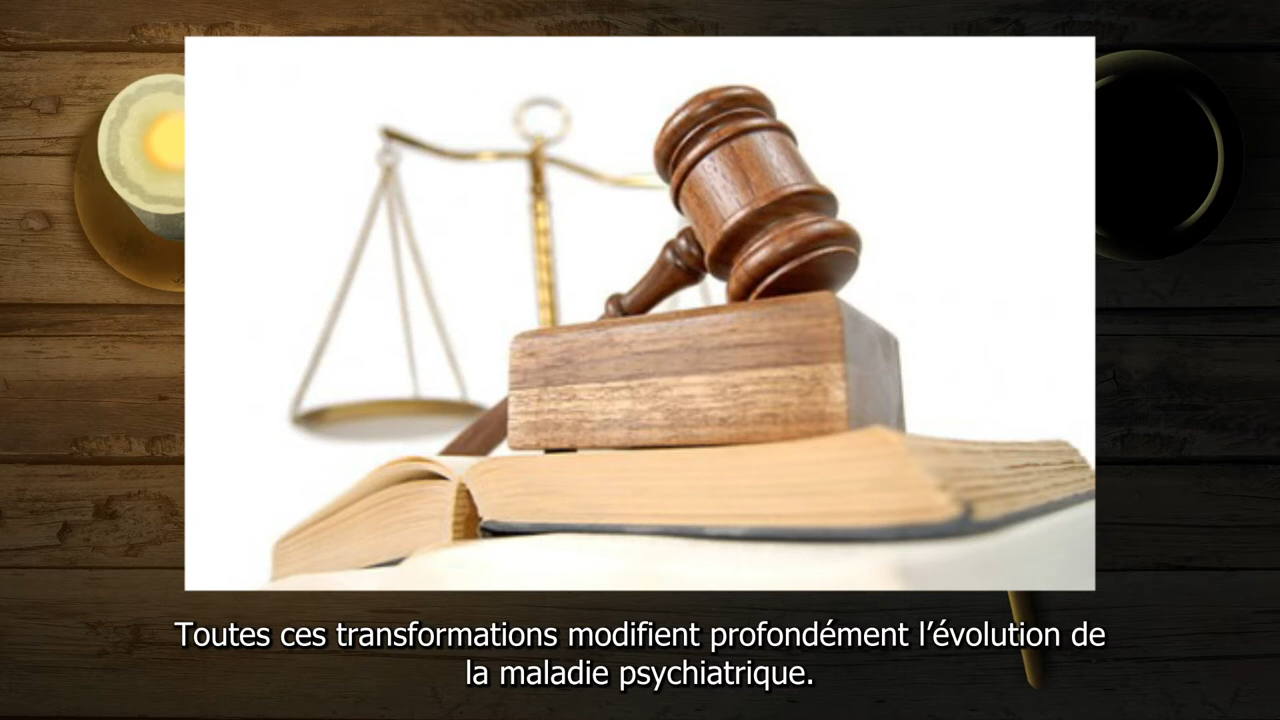 Toutes ces transformations modifient profondément l’évolution de
la maladie psychiatrique.